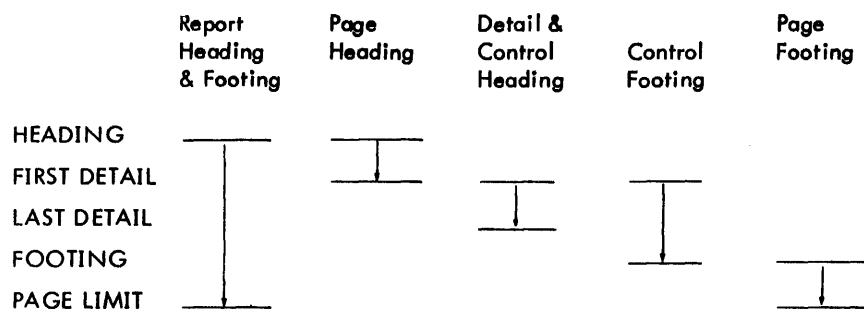 Report Page Detail & Page
Heading Heading Control Control Footing
& Footing Heading Footing
HEADING
FIRST DETAIL
LAST DETAIL
FOOTING
PAGE LIMIT